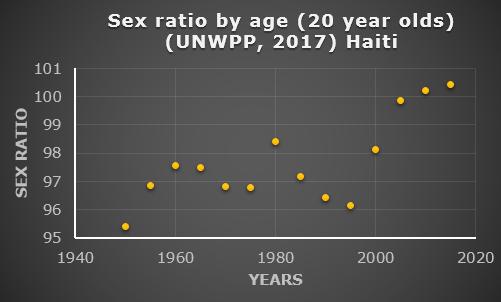 Sex ratio by age (20 year olds)
(UNWPP, 2017) Haiti
101
100
99
98
97
96
95
SEX RATIO
1940 1960 1980 2000 2020
YEARS